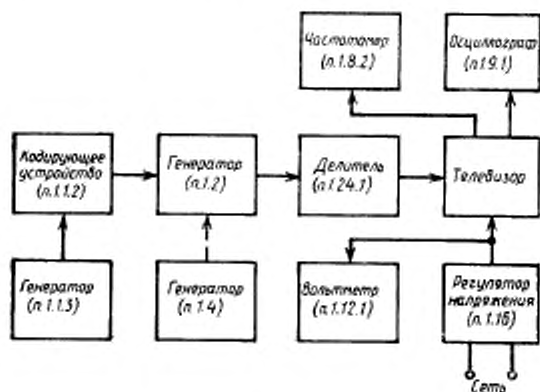 Частотомер
(п.1.8.2)
Осциллограф
(п.1.9.1)
Кодирующее
устройство
(п.1.1.2)
Генератор
(п.1.2)
Делитель
(п.1.24.1)
Телевизор
Генератор
(п.1.1.3)
Генератор
(п.1.4)
Вольтметр
(п.1.12.1)
Регулятор
напряжения
(п.1.16)
Сеть